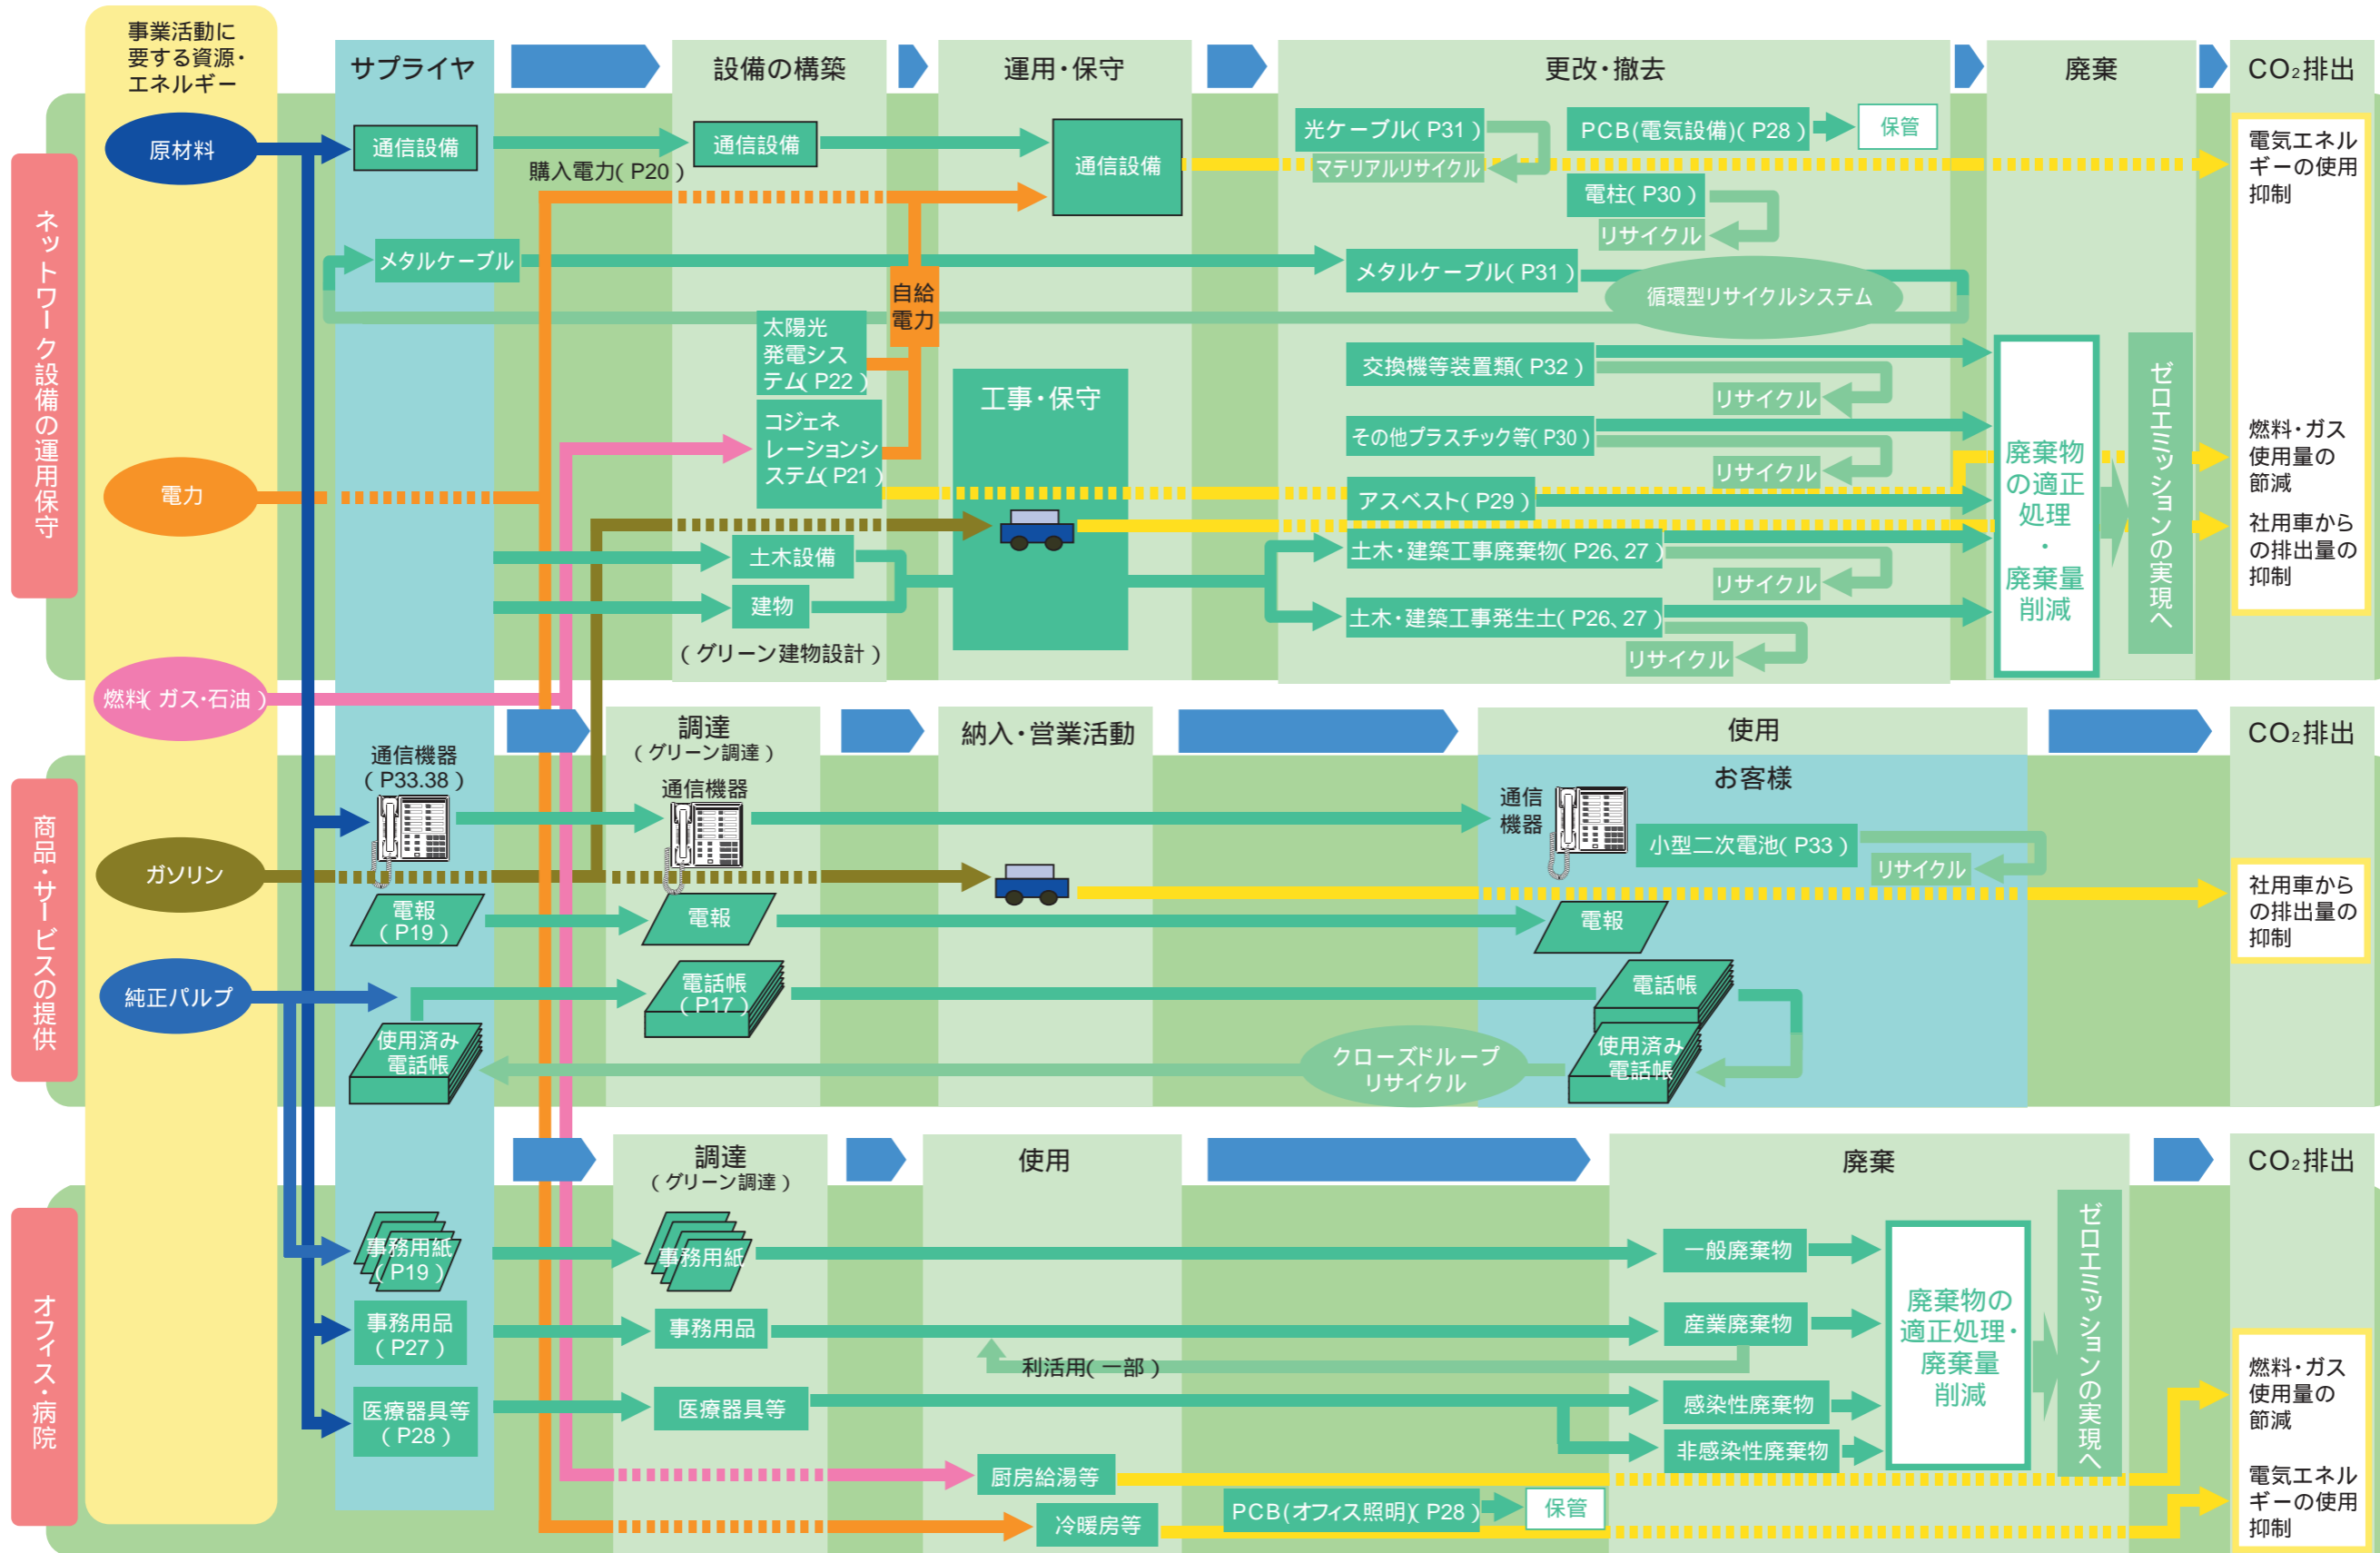 事業活動に
要する資源・
エネルギー
サプライヤ
設備の構築
運用・保守
更改・撤去
廃棄
CO₂排出
ネットワーク設備の運用保守
原材料
電力
燃料(ガス・石油)
通信設備
購入電力(P20)
通信設備
通信設備
光ケーブル(P31)
マテリアルリサイクル
PCB(電気設備)(P28)
保管
電柱(P30)
リサイクル
電気エネル
ギーの使用
抑制
メタルケーブル
メタルケーブル(P31)
循環型リサイクルシステム
自給
電力
太陽光
発電シス
テム(P22)
コジェネ
レーションシ
ステム(P21)
工事・保守
交換機等装置類(P32)
リサイクル
その他プラスチック等(P30)
リサイクル
アスベスト(P29)
土木設備
土木・建築工事廃棄物(P26、27)
リサイクル
建物
土木・建築工事発生土(P26、27)
リサイクル
(グリーン建物設計)
廃棄物
の適正
処理
・
廃棄量
削減
ゼロエミッションの実現へ
燃料・ガス
使用量の
節減
社用車から
の排出量の
抑制
商品・サービスの提供
ガソリン
純正パルプ
調達
(グリーン調達)
納入・営業活動
使用
お客様
CO₂排出
通信機器
(P33.38)
通信機器
通信
機器
小型二次電池(P33)
リサイクル
電報
(P19)
電報
電報
社用車から
の排出量の
抑制
電話帳
(P17)
電話帳
使用済み
電話帳
クローズドループ
リサイクル
使用済み
電話帳
オフィス・病院
調達
(グリーン調達)
使用
廃棄
CO₂排出
事務用紙
(P19)
事務用紙
一般廃棄物
事務用品
(P27)
事務用品
産業廃棄物
利活用(一部)
医療器具等
(P28)
医療器具等
感染性廃棄物
非感染性廃棄物
廃棄物の
適正処理・
廃棄量
削減
ゼロエミッションの実現へ
厨房給湯等
PCB(オフィス照明)(P28)
保管
冷暖房等
燃料・ガス
使用量の
節減
電気エネル
ギーの使用
抑制